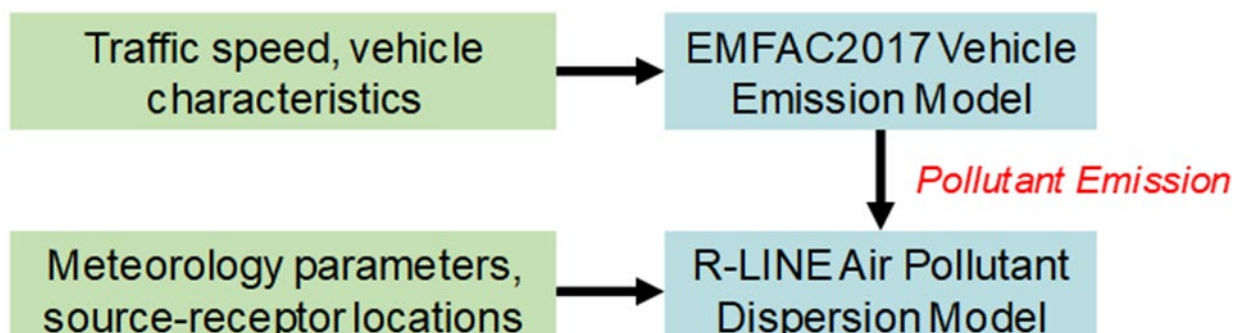 Traffic speed, vehicle
characteristics
EMFAC2017 Vehicle
Emission Model
Pollutant Emission
Meteorology parameters,
source-receptor locations
R-LINE Air Pollutant
Dispersion Model